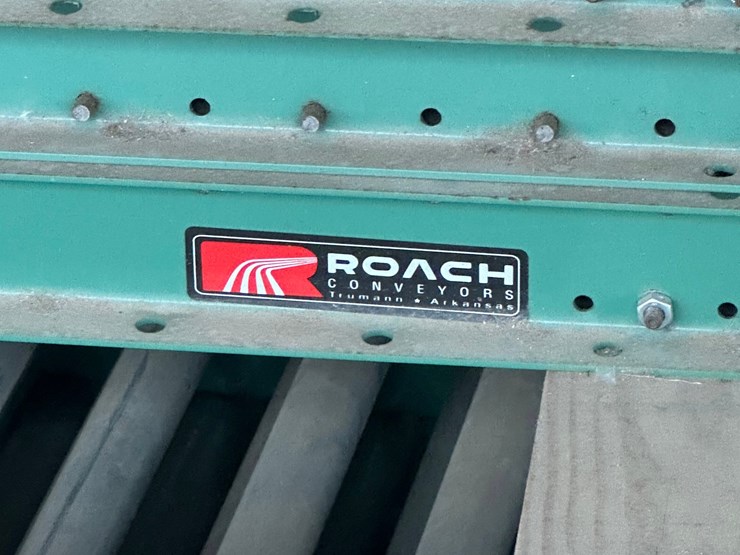 ROACH
CONVEYORS
Trumann • Arkansas